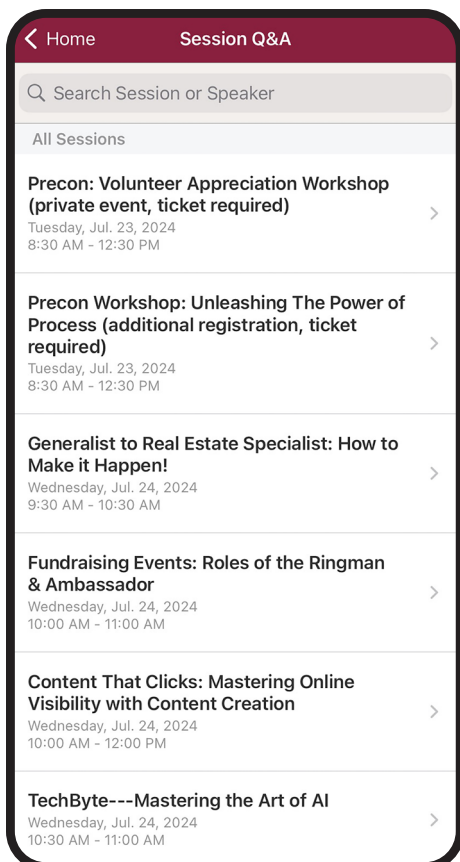 Home
Session Q&A
Search Session or Speaker
All Sessions
Precon: Volunteer Appreciation Workshop
(private event, ticket required)
Tuesday, Jul. 23, 2024
8:30 AM - 12:30 PM
Precon Workshop: Unleashing The Power of
Process (additional registration, ticket
required)
Tuesday, Jul. 23, 2024
8:30 AM - 12:30 PM
Generalist to Real Estate Specialist: How to
Make it Happen!
Wednesday, Jul. 24, 2024
9:30 AM - 10:30 AM
Fundraising Events: Roles of the Ringman
& Ambassador
Wednesday, Jul. 24, 2024
10:00 AM - 11:00 AM
Content That Clicks: Mastering Online
Visibility with Content Creation
Wednesday, Jul. 24, 2024
10:00 AM - 12:00 PM
TechByte---Mastering the Art of AI
Wednesday, Jul. 24, 2024
10:30 AM - 11:00 AM